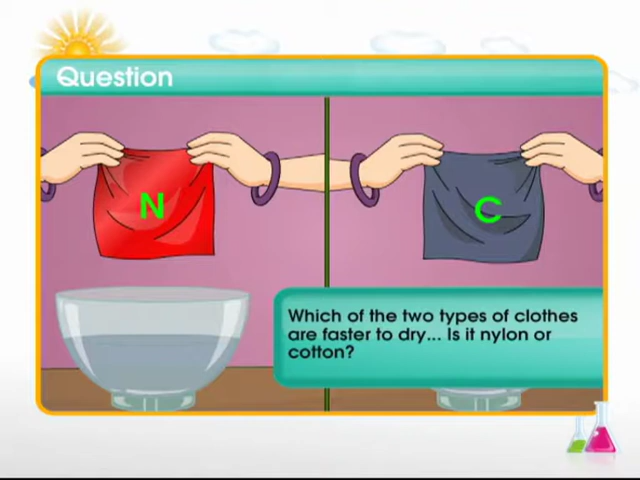 Question
N
C
Which of the two types of clothes
are faster to dry... Is it nylon or
cotton?